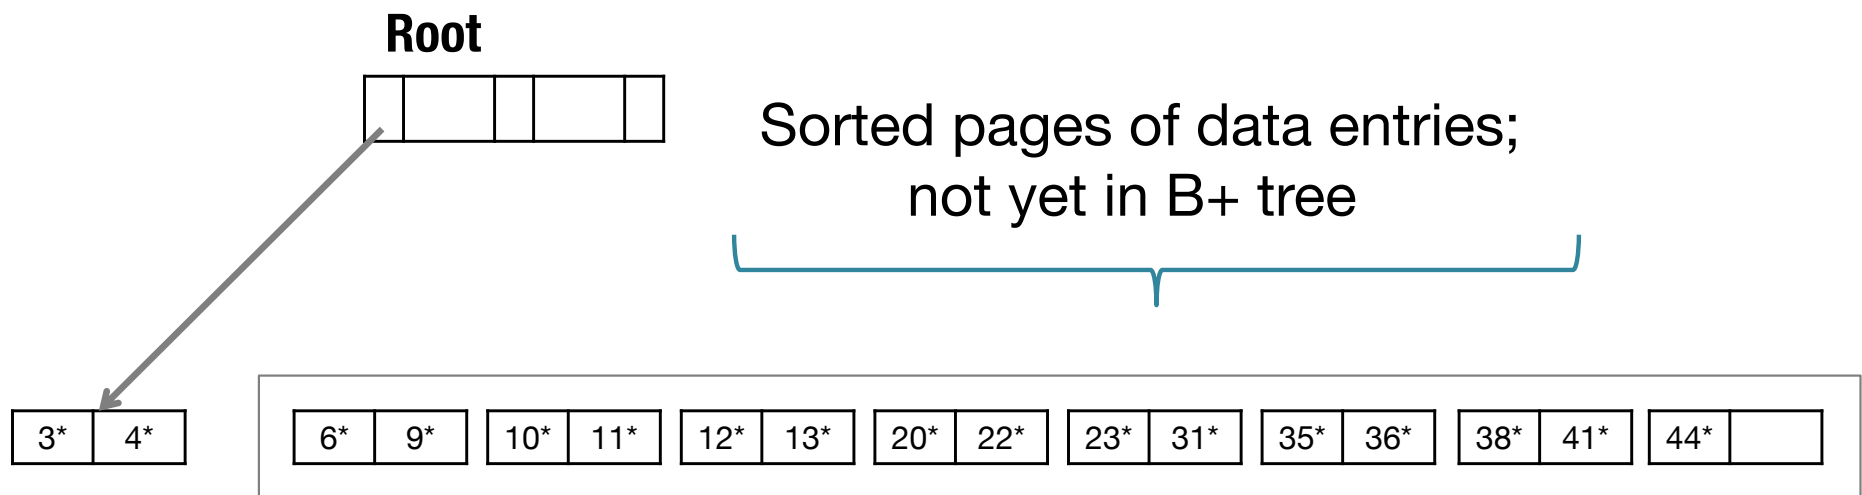 Root
Sorted pages of data entries;
not yet in B+ tree
3* 4* 6* 9* 10* 11* 12* 13* 20* 22* 23* 31* 35* 36* 38* 41* 44*